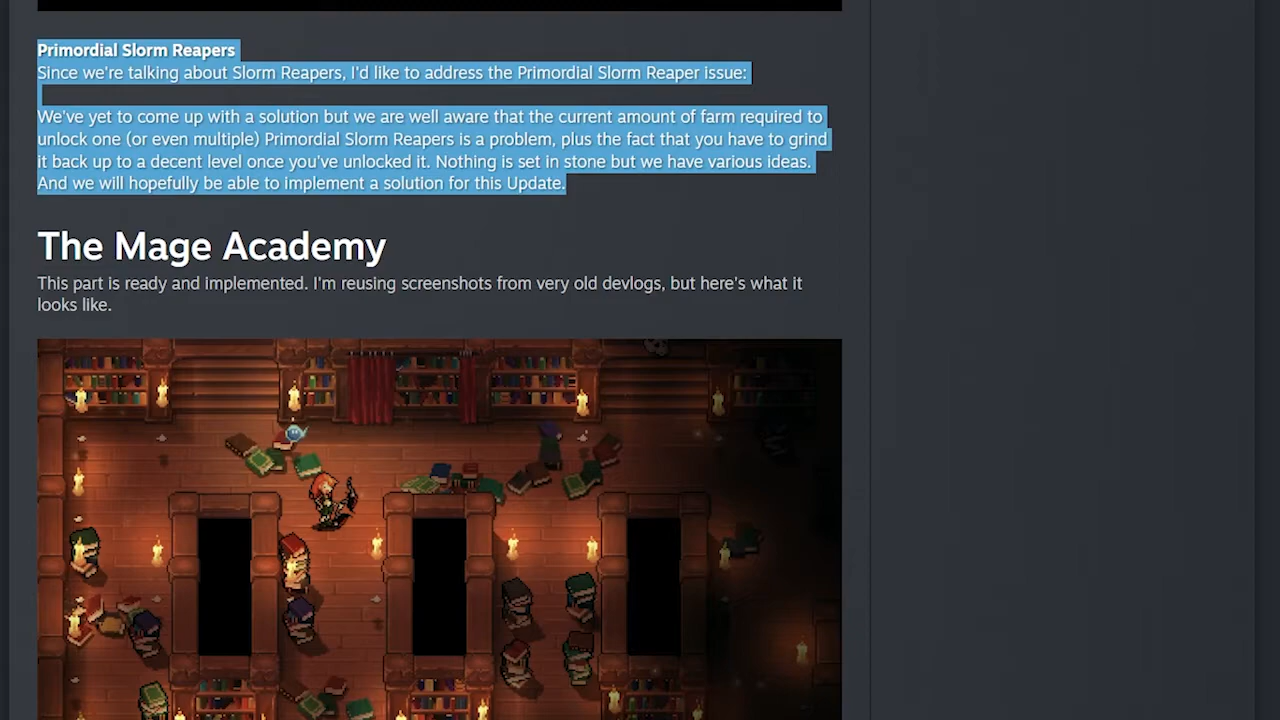 Primordial Slorm Reapers
Since we're talking about Slorm Reapers, I'd like to address the Primordial Slorm Reaper issue:
We've yet to come up with a solution but we are well aware that the current amount of farm required to
unlock one (or even multiple) Primordial Slorm Reapers is a problem, plus the fact that you have to grind
it back up to a decent level once you've unlocked it. Nothing is set in stone but we have various ideas.
And we will hopefully be able to implement a solution for this Update.
The Mage Academy
This part is ready and implemented. I'm reusing screenshots from very old devlogs, but here's what it
looks like.